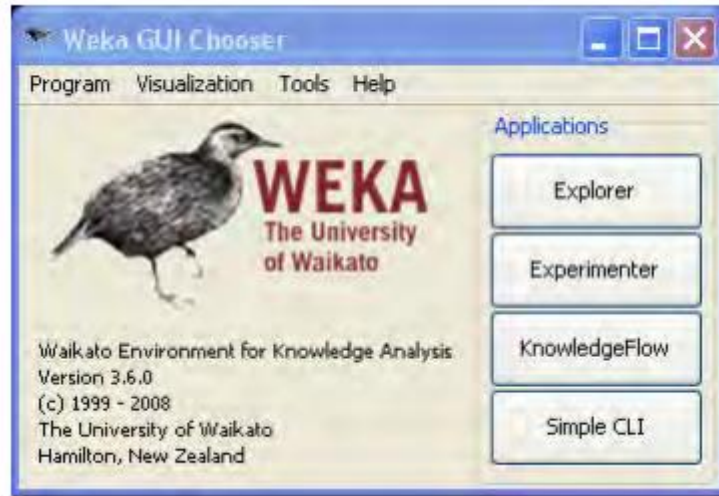 Weka GUI Chooser
Program Visualization Tools Help
WEKA
The University
of Waikato
Waikato Environment for Knowledge Analysis
Version 3.6.0
(c) 1999 - 2008
The University of Waikato
Hamilton, New Zealand
Applications
Explorer
Experimenter
KnowledgeFlow
Simple CLI